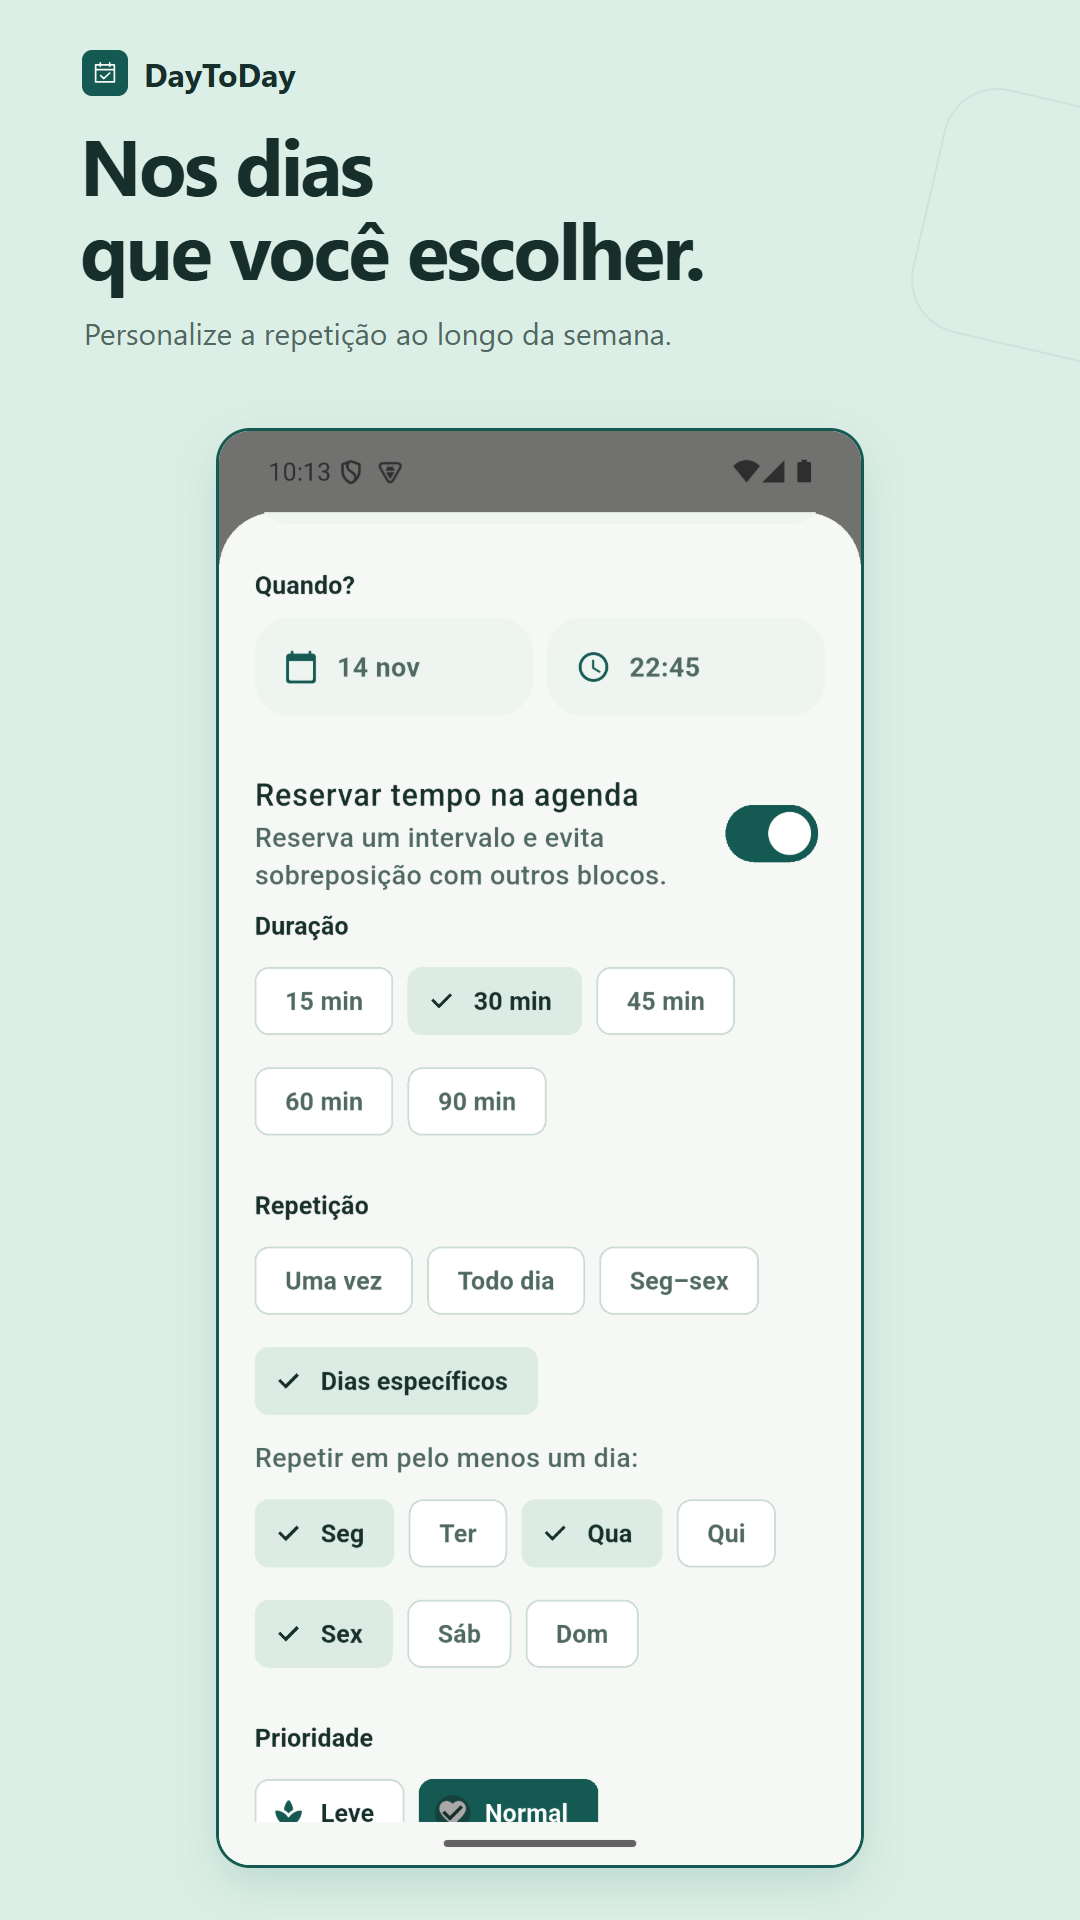 DayToDay
Nos dias
que você escolher.
Personalize a repetição ao longo da semana.
10:13
Quando?
14 nov
22:45
Reservar tempo na agenda
Reserva um intervalo e evita
sobreposição com outros blocos.
Duração
15 min
30 min
45 min
60 min
90 min
Repetição
Uma vez
Todo dia
Seg–sex
Dias específicos
Repetir em pelo menos um dia:
Seg
Ter
Qua
Qui
Sex
Sáb
Dom
Prioridade
Leve
Normal